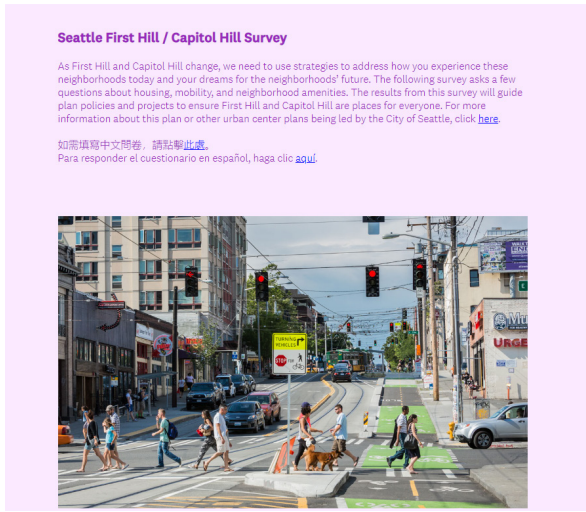 Seattle First Hill / Capitol Hill Survey
As First Hill and Capitol Hill change, we need to use strategies to address how you experience these
neighborhoods today and your dreams for the neighborhoods' future. The following survey asks a few
questions about housing, mobility, and neighborhood amenities. The results from this survey will guide
plan policies and projects to ensure First Hill and Capitol Hill are places for everyone. For more
information about this plan or other urban center plans being led by the City of Seattle, click here.
如需填寫中文問卷，請點擊此處。
Para responder el cuestionario en español, haga clic aquí.
TURNING
VEHICLES
STOP
URGE